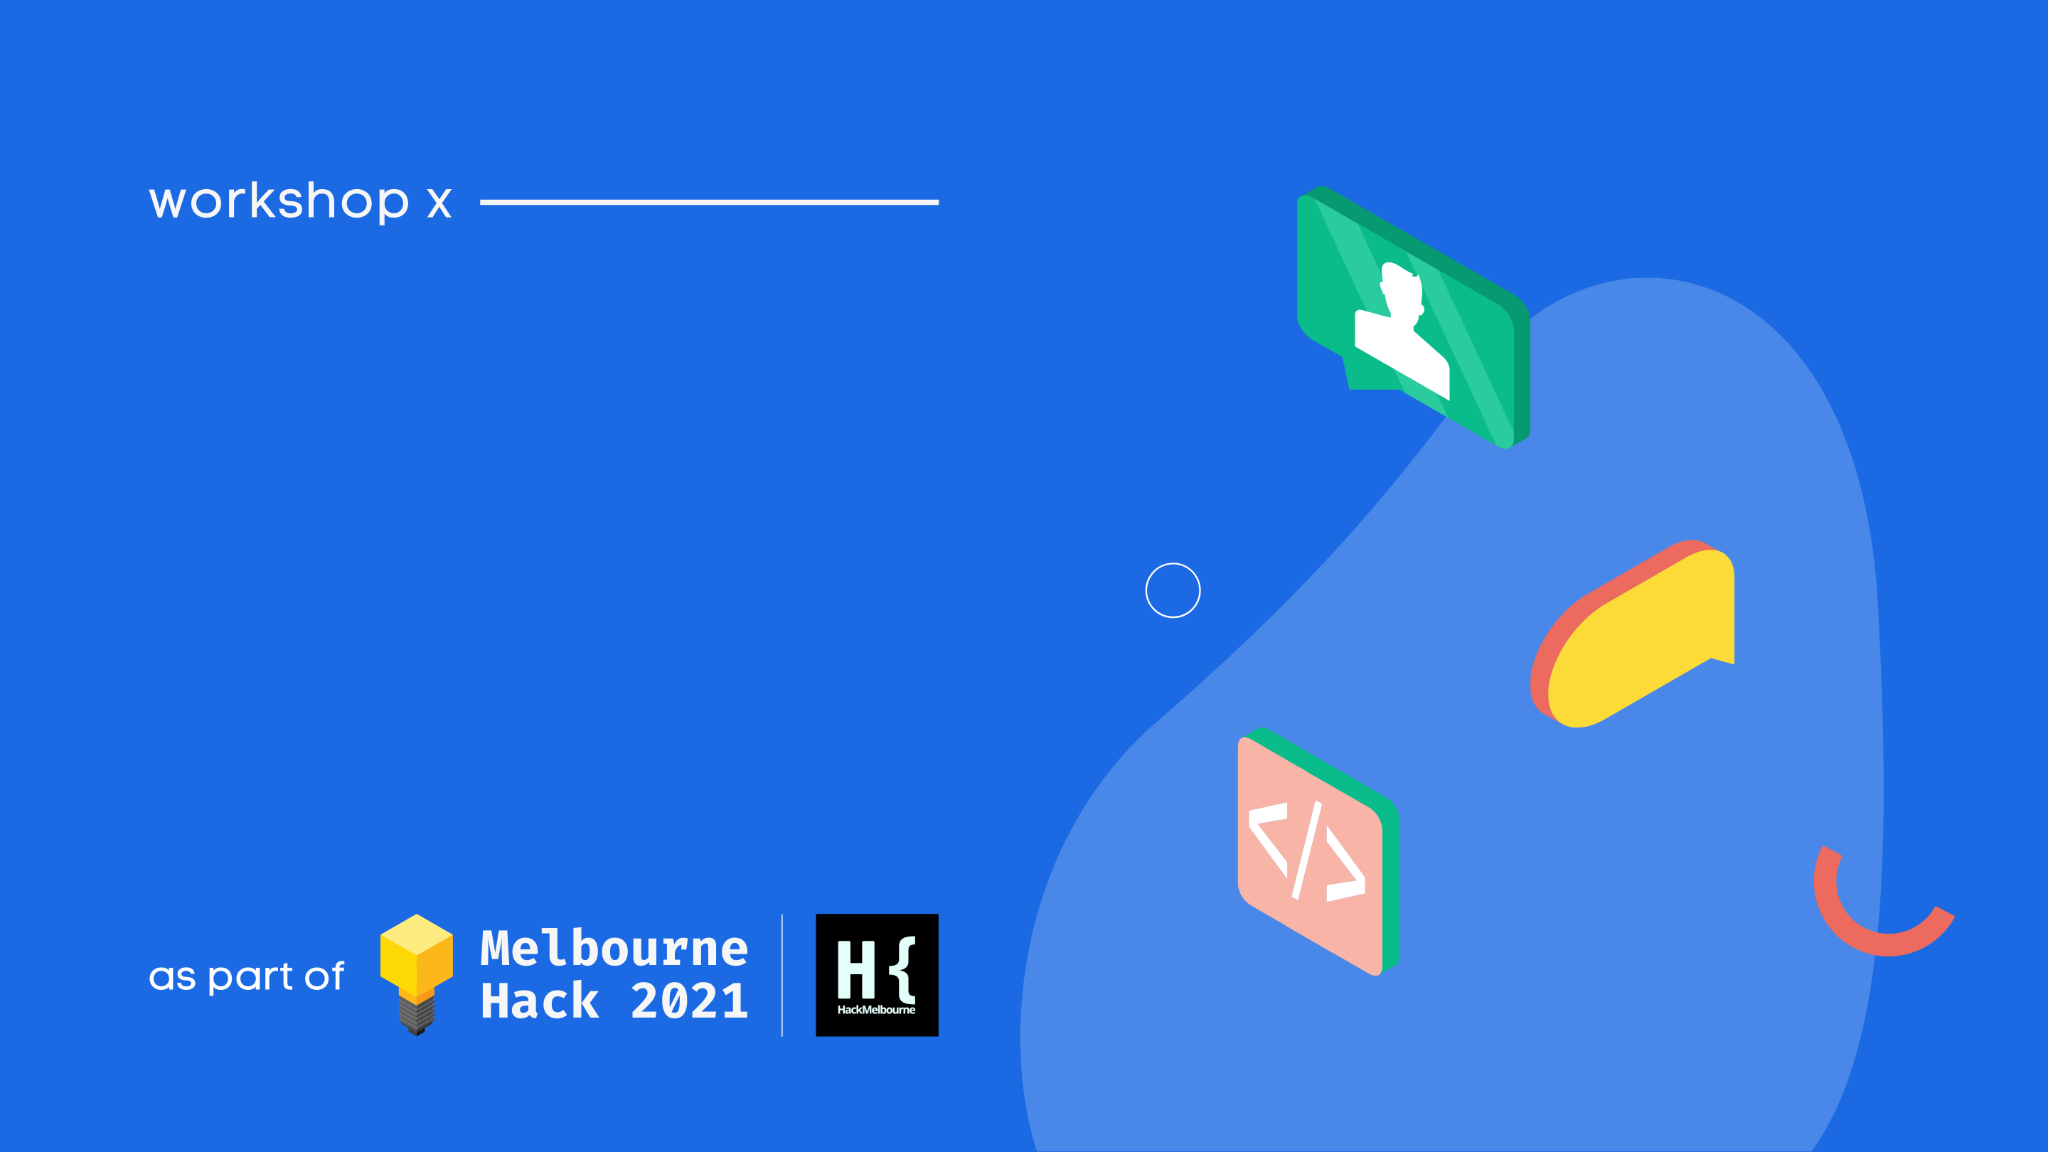 workshop x
</>
as part of
Melbourne
Hack 2021
H{
HackMelbourne